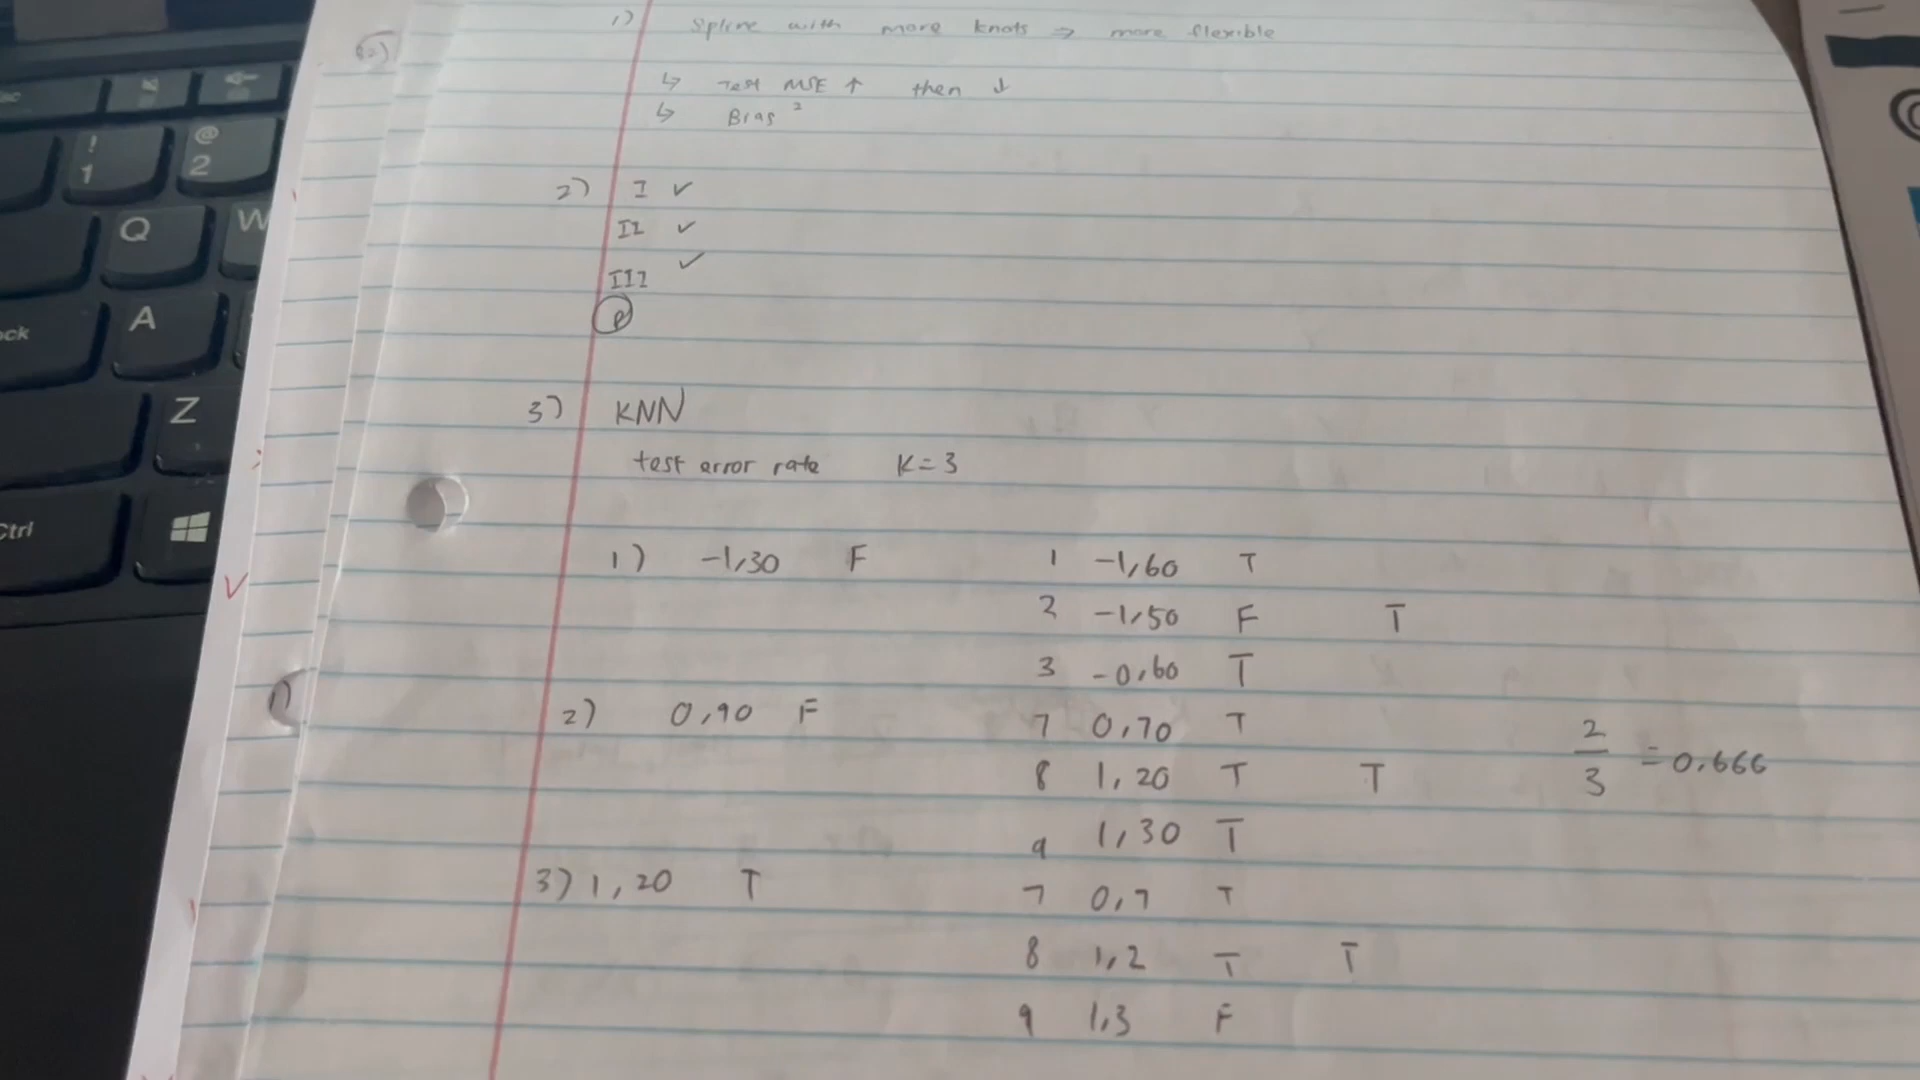 1) Spline with more knots → more flexible
↳ Test MSE ↑ then ↓
↳ Bias²
2) I ✓
II ✓
III ✓
3) KNN
test error rate K=3
1) -1,30 F 1 -1,60 T
2 -1,50 F T
3 -0,60 T
2) 0,90 F 7 0,70 T
8 1,20 T T 2/3 = 0.666
9 1,30 T
3) 1,20 T 7 0,7 T
8 1,2 T T
9 1,3 F
!
1
@
2
Q
W
A
Z
Ctrl